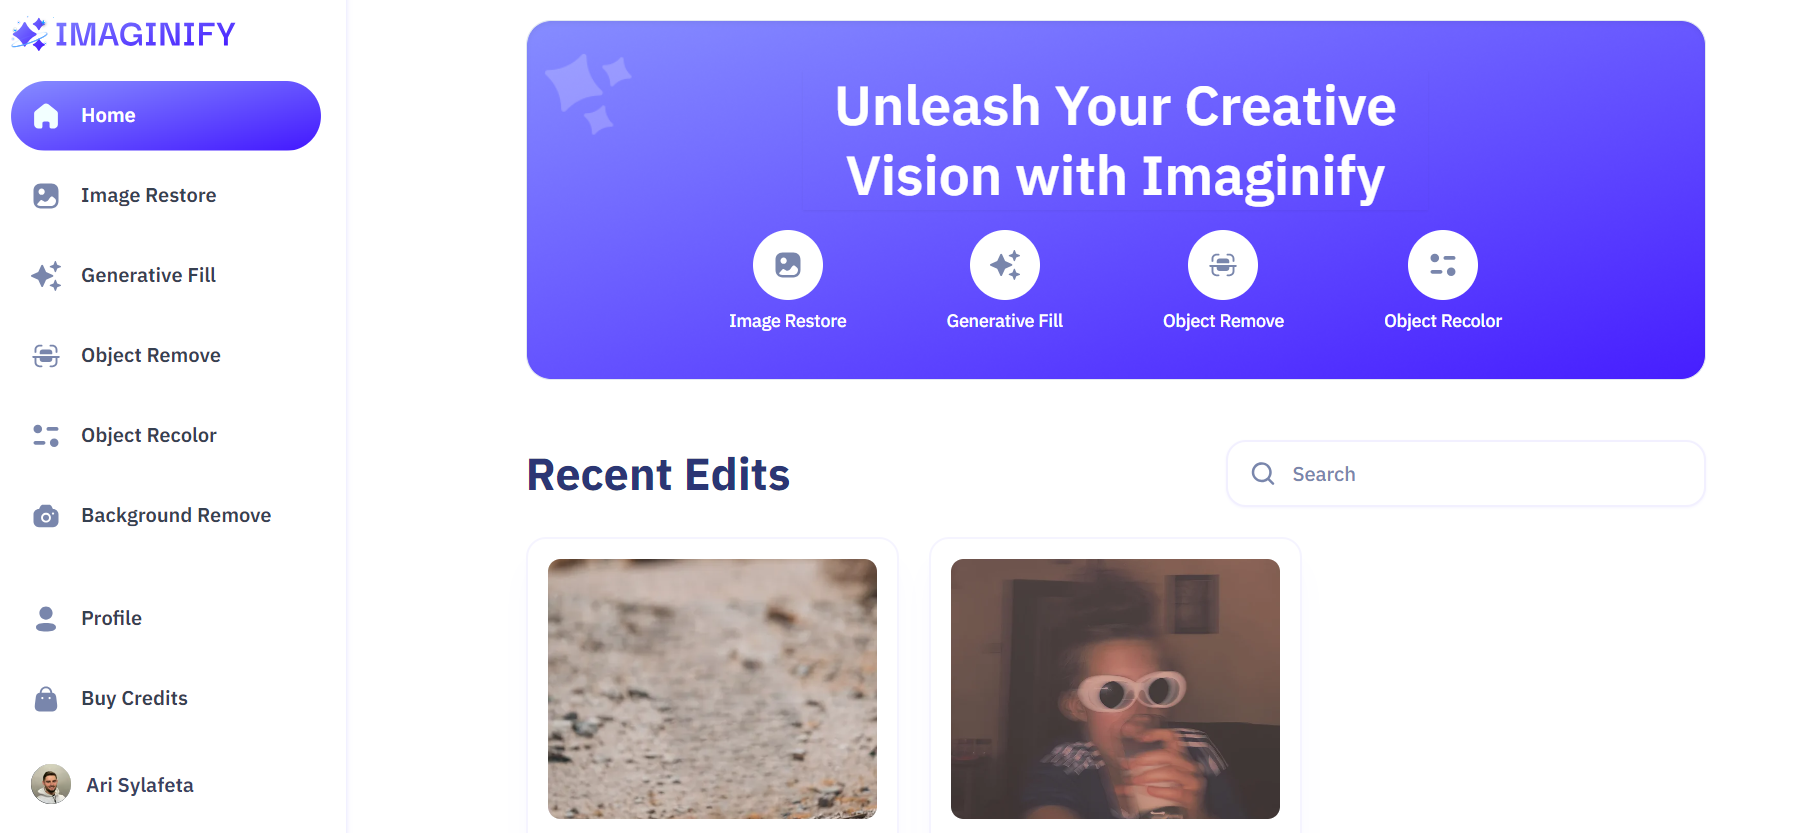 IMAGINIFY
Home
Image Restore
Generative Fill
Object Remove
Object Recolor
Background Remove
Profile
Buy Credits
Ari Sylafeta
Unleash Your Creative
Vision with Imaginify
Image Restore
Generative Fill
Object Remove
Object Recolor
Recent Edits
Search